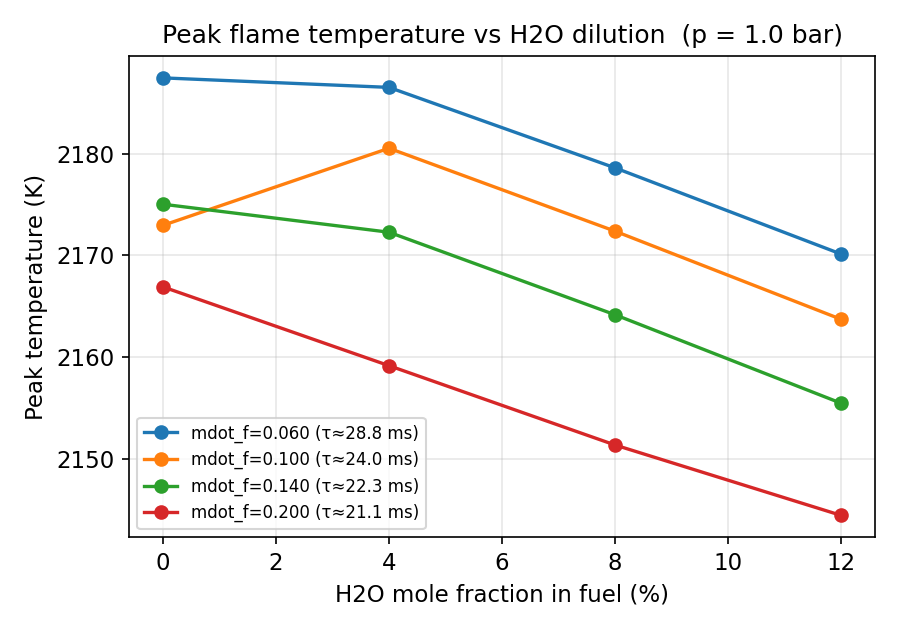 Peak flame temperature vs H2O dilution  (p = 1.0 bar)
Peak temperature (K)
2180
2170
2160
2150
mdot_f=0.060 (τ≈28.8 ms)
mdot_f=0.100 (τ≈24.0 ms)
mdot_f=0.140 (τ≈22.3 ms)
mdot_f=0.200 (τ≈21.1 ms)
0 2 4 6 8 10 12
H2O mole fraction in fuel (%)